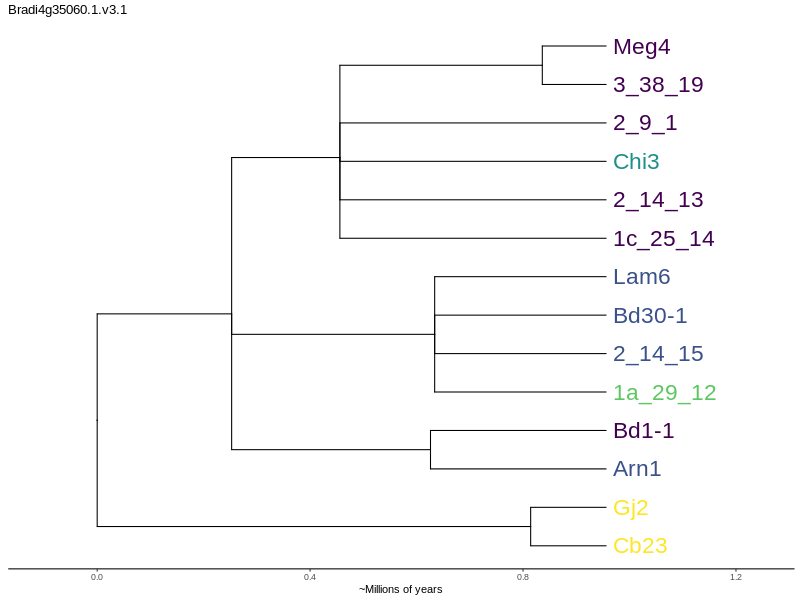 Bradi4g35060.1.v3.1
Meg4
3_38_19
2_9_1
Chi3
2_14_13
1c_25_14
Lam6
Bd30-1
2_14_15
1a_29_12
Bd1-1
Arn1
Gj2
Cb23
0.0 0.4 0.8 1.2
~Millions of years